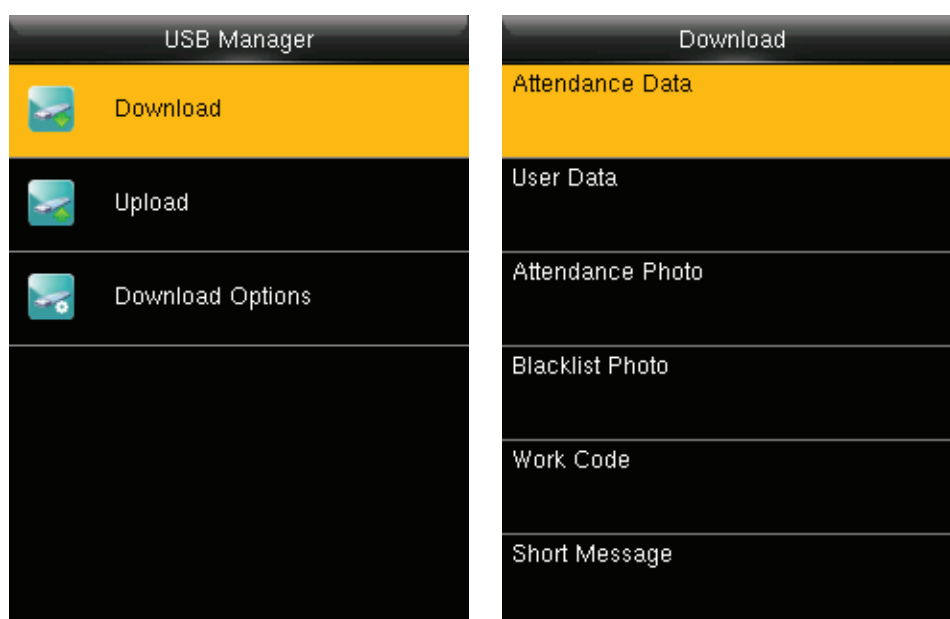 USB Manager
Download
Upload
Download Options
Download
Attendance Data
User Data
Attendance Photo
Blacklist Photo
Work Code
Short Message